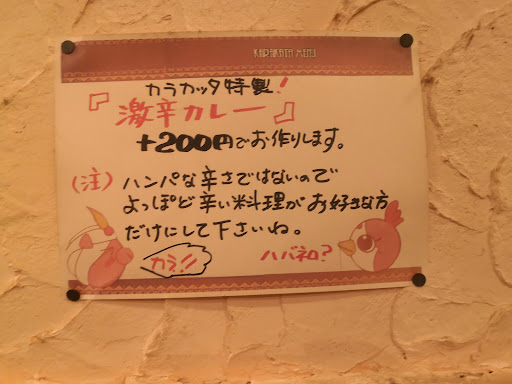 カラカッタ特製!
『激辛カレー』
+200円でお作りします。
(注) ハンパな辛さではないので
よっぽど辛い料理がお好きな方
だけにして下さいね。
カラ!!
ハバネロ?